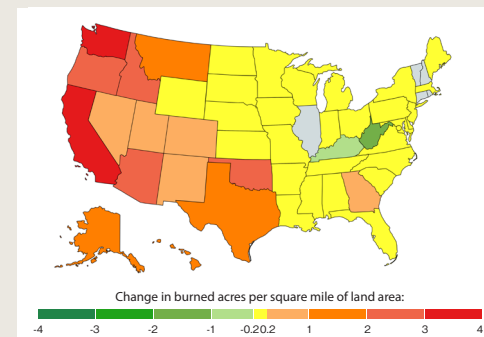 Change in burned acres per square mile of land area:
-4 -3 -2 -1 -0.2 0.2 1 2 3 4